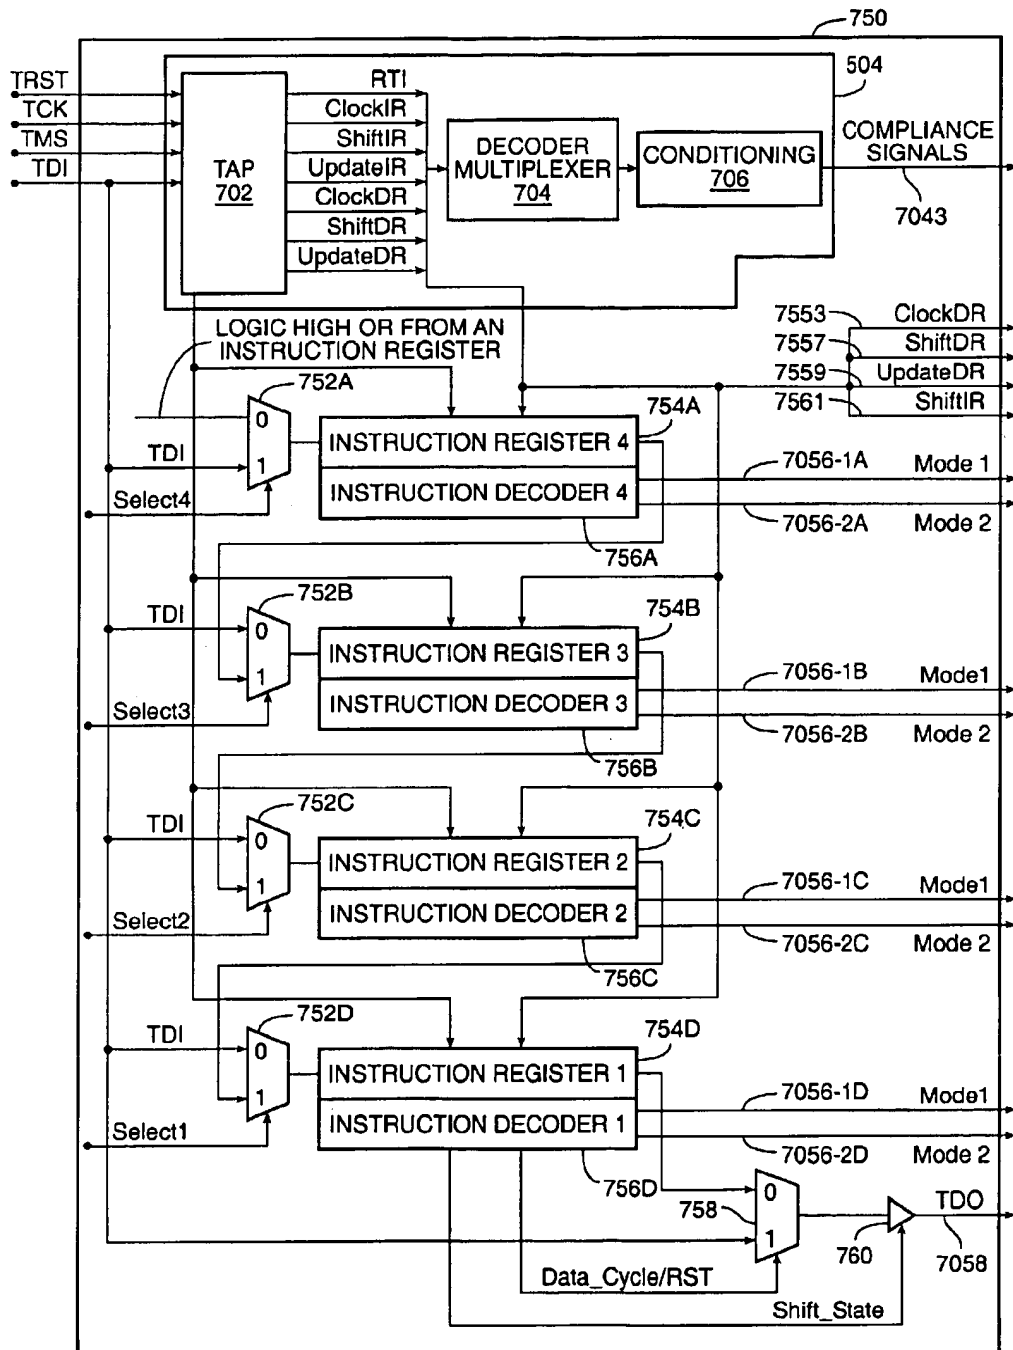 750
504
TRST
TCK
TMS
TDI
TAP
702
RTI
ClockIR
ShiftIR
UpdateIR
ClockDR
ShiftDR
UpdateDR
DECODER
MULTIPLEXER
704
CONDITIONING
706
COMPLIANCE
SIGNALS
7043
LOGIC HIGH OR FROM AN
INSTRUCTION REGISTER
7553
ClockDR
7557
ShiftDR
7559
UpdateDR
7561
ShiftIR
752A
0
1
TDI
Select4
INSTRUCTION REGISTER 4
INSTRUCTION DECODER 4
754A
756A
7056-1A
Mode 1
7056-2A
Mode 2
752B
TDI
0
1
Select3
INSTRUCTION REGISTER 3
INSTRUCTION DECODER 3
754B
756B
7056-1B
Mode1
7056-2B
Mode 2
752C
TDI
0
1
Select2
INSTRUCTION REGISTER 2
INSTRUCTION DECODER 2
754C
756C
7056-1C
Mode1
7056-2C
Mode 2
752D
TDI
0
1
Select1
INSTRUCTION REGISTER 1
INSTRUCTION DECODER 1
754D
756D
7056-1D
Mode1
7056-2D
Mode 2
758
0
1
760
TDO
7058
Data_Cycle/RST
Shift_State